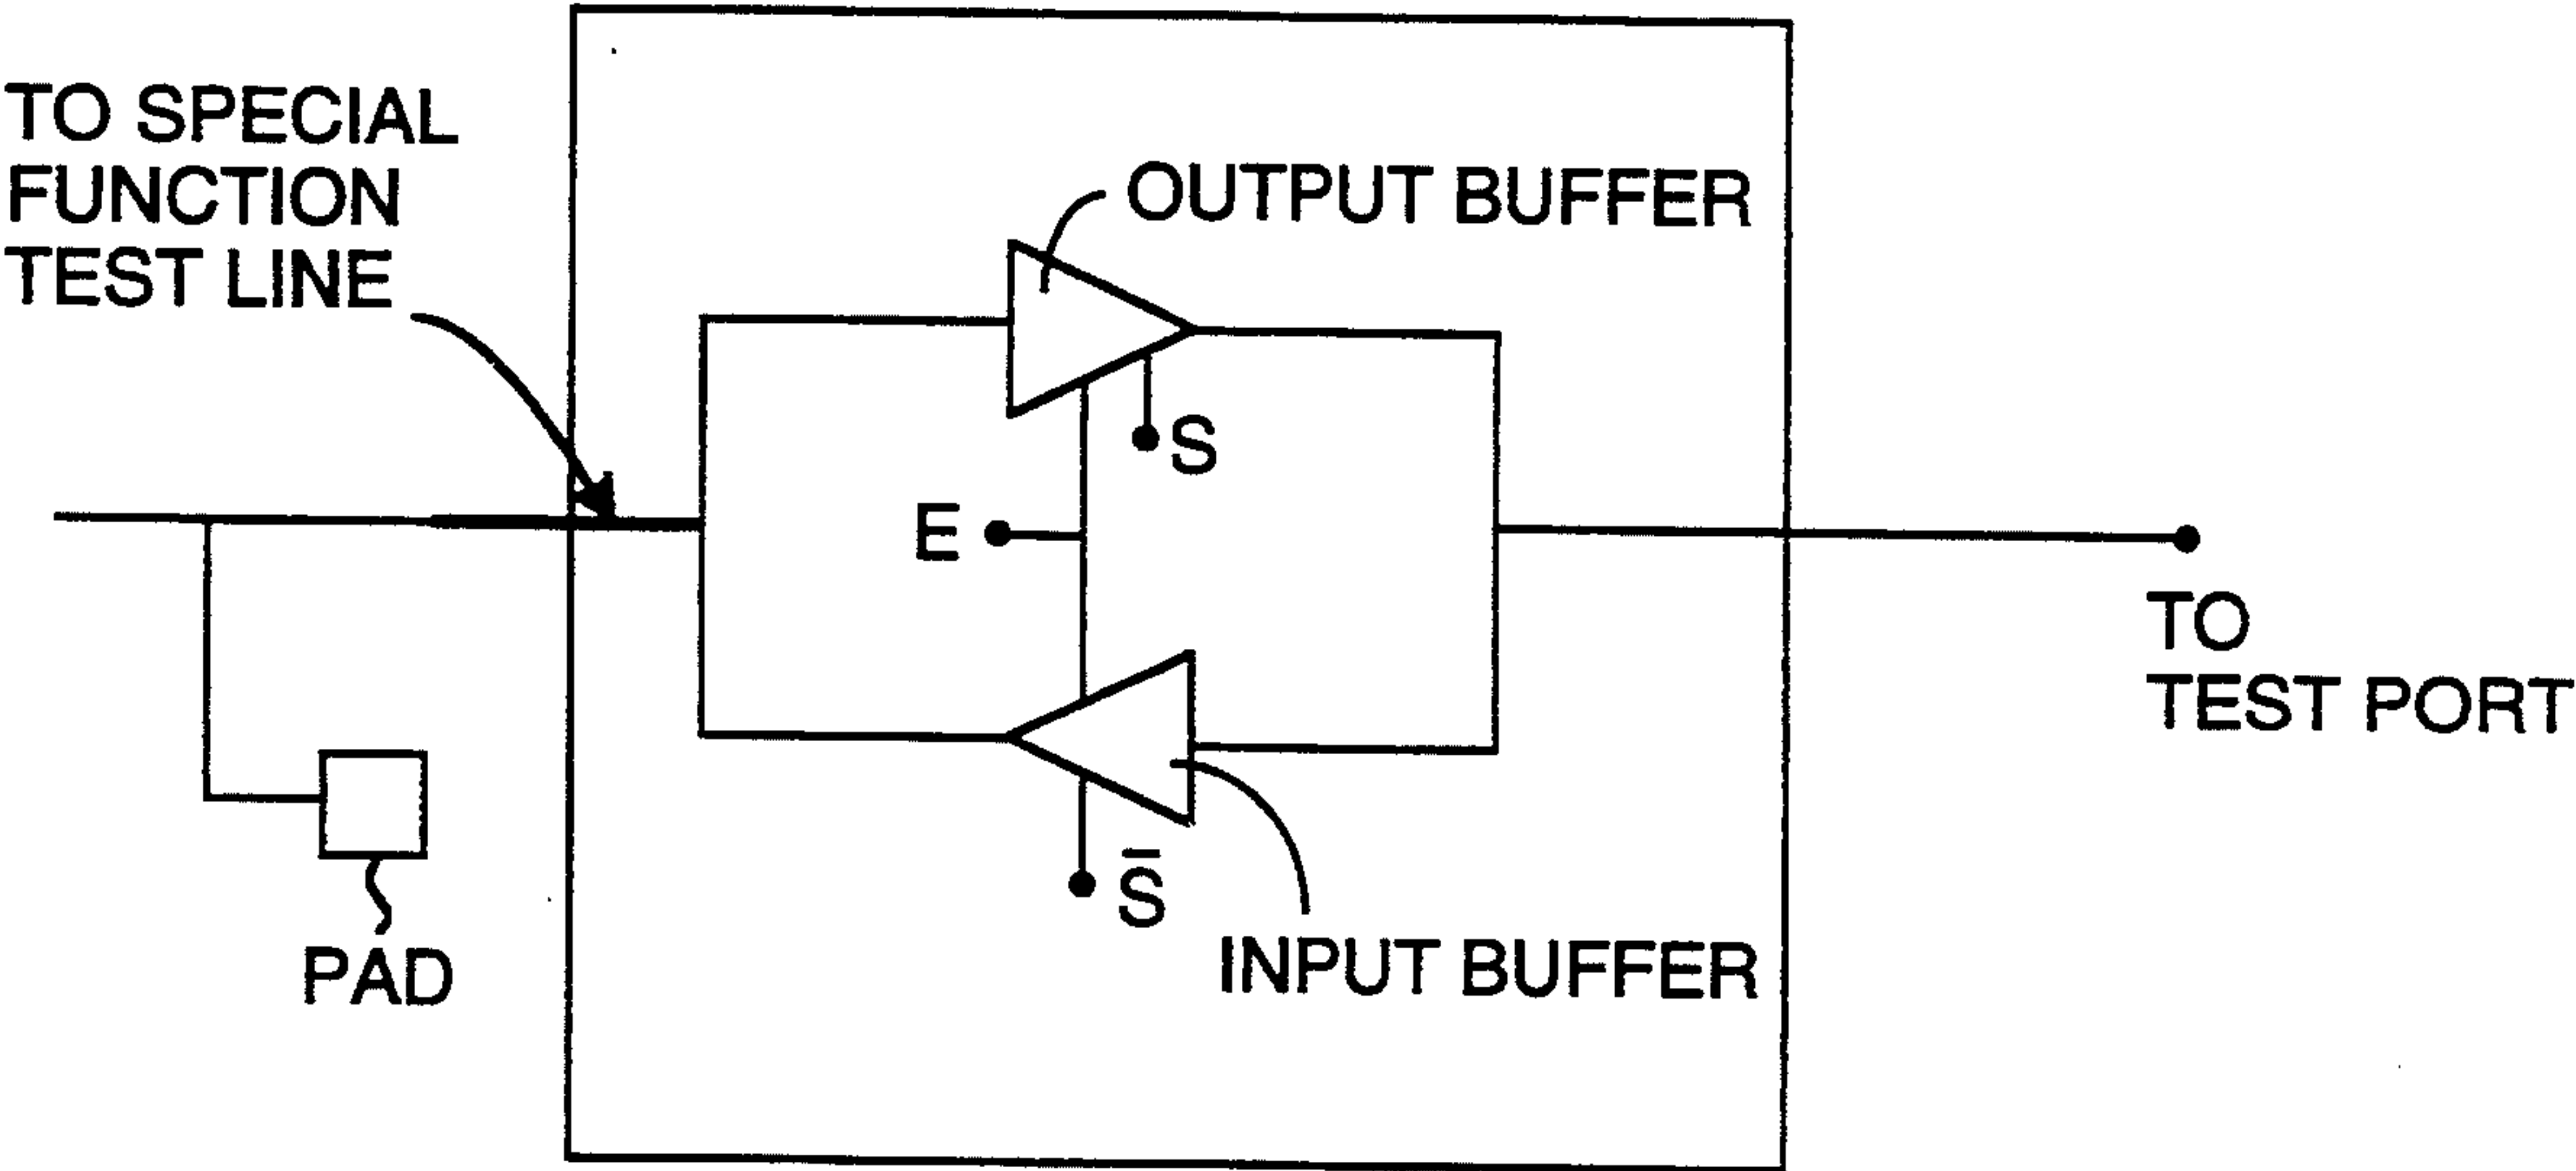 TO SPECIAL
FUNCTION
TEST LINE
OUTPUT BUFFER
S
E
TO
TEST PORT
S̄
INPUT BUFFER
PAD